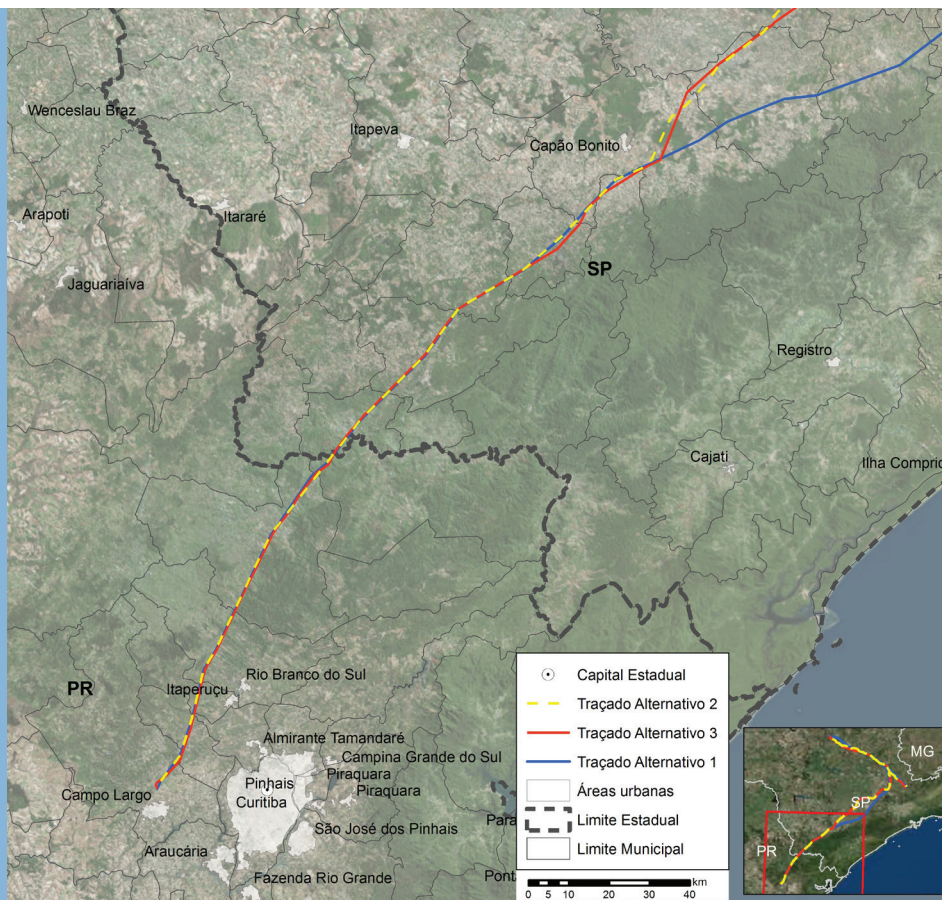 Wenceslau Braz
Itapeva
Capão Bonito
Arapoti
Itararé
SP
Jaguariaíva
Registro
Cajati
Ilha Comprid
PR
Itaperuçu
Rio Branco do Sul
Almirante Tamandaré
Campina Grande do Sul
Piraquara
Pinhais
Piraquara
Campo Largo
Curitiba
São José dos Pinhais
Para
Araucária
Fazenda Rio Grande
Pont
Capital Estadual
Traçado Alternativo 2
Traçado Alternativo 3
Traçado Alternativo 1
Áreas urbanas
Limite Estadual
Limite Municipal
km
0 5 10 20 30 40
MG
SP
PR